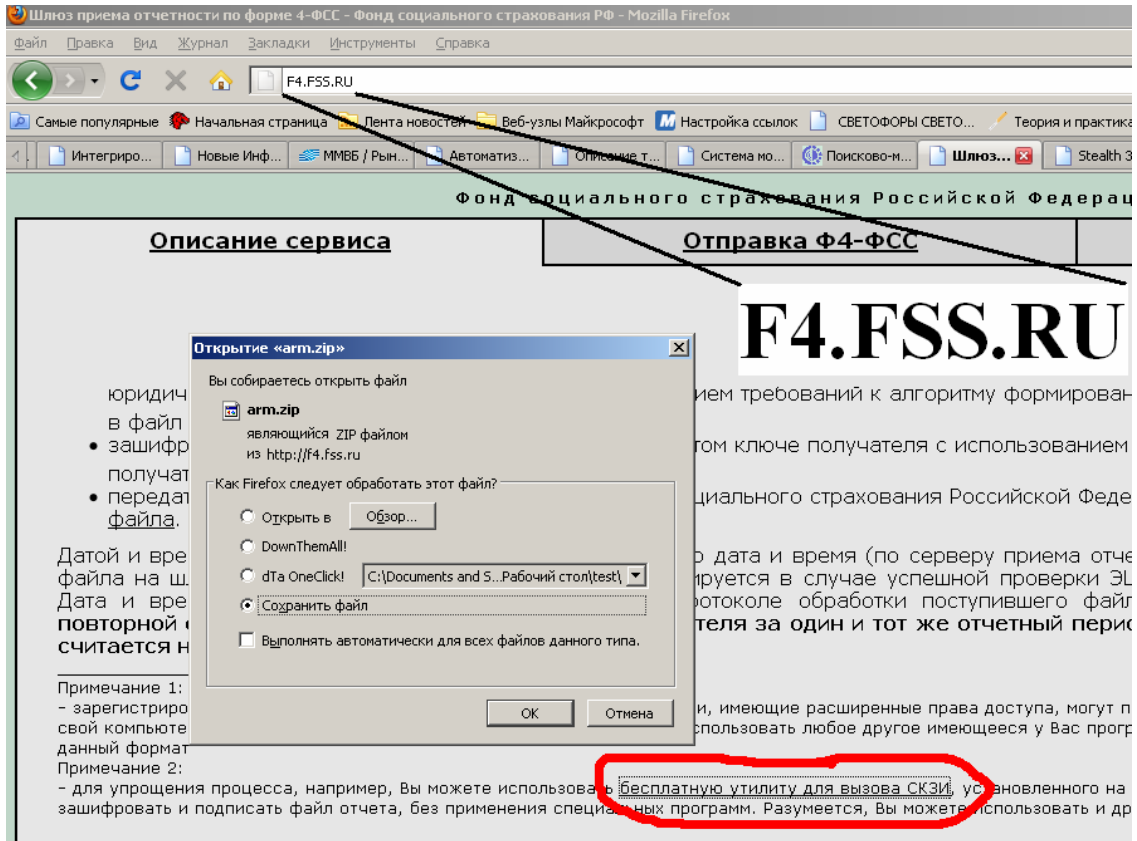 Шлюз приема отчетности по форме 4-ФСС - Фонд социального страхования РФ - Mozilla Firefox
Файл Правка Вид Журнал Закладки Инструменты Справка
F4.FSS.RU
Самые популярные Начальная страница Лента новостей Веб-узлы Майкрософт Настройка ссылок СВЕТОФОРЫ СВЕТО... Теория и практика
Интегриро... Новые Инф... ММВБ / Рын... Автоматиз... Описание т... Система мо... Поисково-м... Шлюз... Stealth 3
Фонд социального страхования Российской Федерац
Описание сервиса Отправка Ф4-ФСС
F4.FSS.RU
Открытие «arm.zip»
Вы собираетесь открыть файл
arm.zip
являющийся ZIP файлом
из http://f4.fss.ru
Как Firefox следует обработать этот файл?
Открыть в Обзор...
DownThemAll!
dTa OneClick! C:\Documents and S...Рабочий стол\test\
Сохранить файл
Выполнять автоматически для всех файлов данного типа.
OK Отмена
юридич ием требований к алгоритму формирован
в файл
• зашифр том ключе получателя с использованием
получат
• передат циального страхования Российской Феде
файла.
Датой и вре о дата и время (по серверу приема отче
файла на ш ируется в случае успешной проверки ЭЦ
Дата и вре ротоколе обработки поступившего файл
повторной теля за один и тот же отчетный перио
считается н
Примечание 1:
- зарегистриро и, имеющие расширенные права доступа, могут п
свой компьюте спользовать любое другое имеющееся у Вас прогр
данный формат
Примечание 2:
- для упрощения процесса, например, Вы можете использовать бесплатную утилиту для вызова СКЗИ, установленного на
зашифровать и подписать файл отчета, без применения специальных программ. Разумеется, Вы можете использовать и др